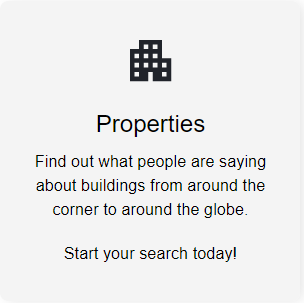 Properties
Find out what people are saying
about buildings from around the
corner to around the globe.
Start your search today!